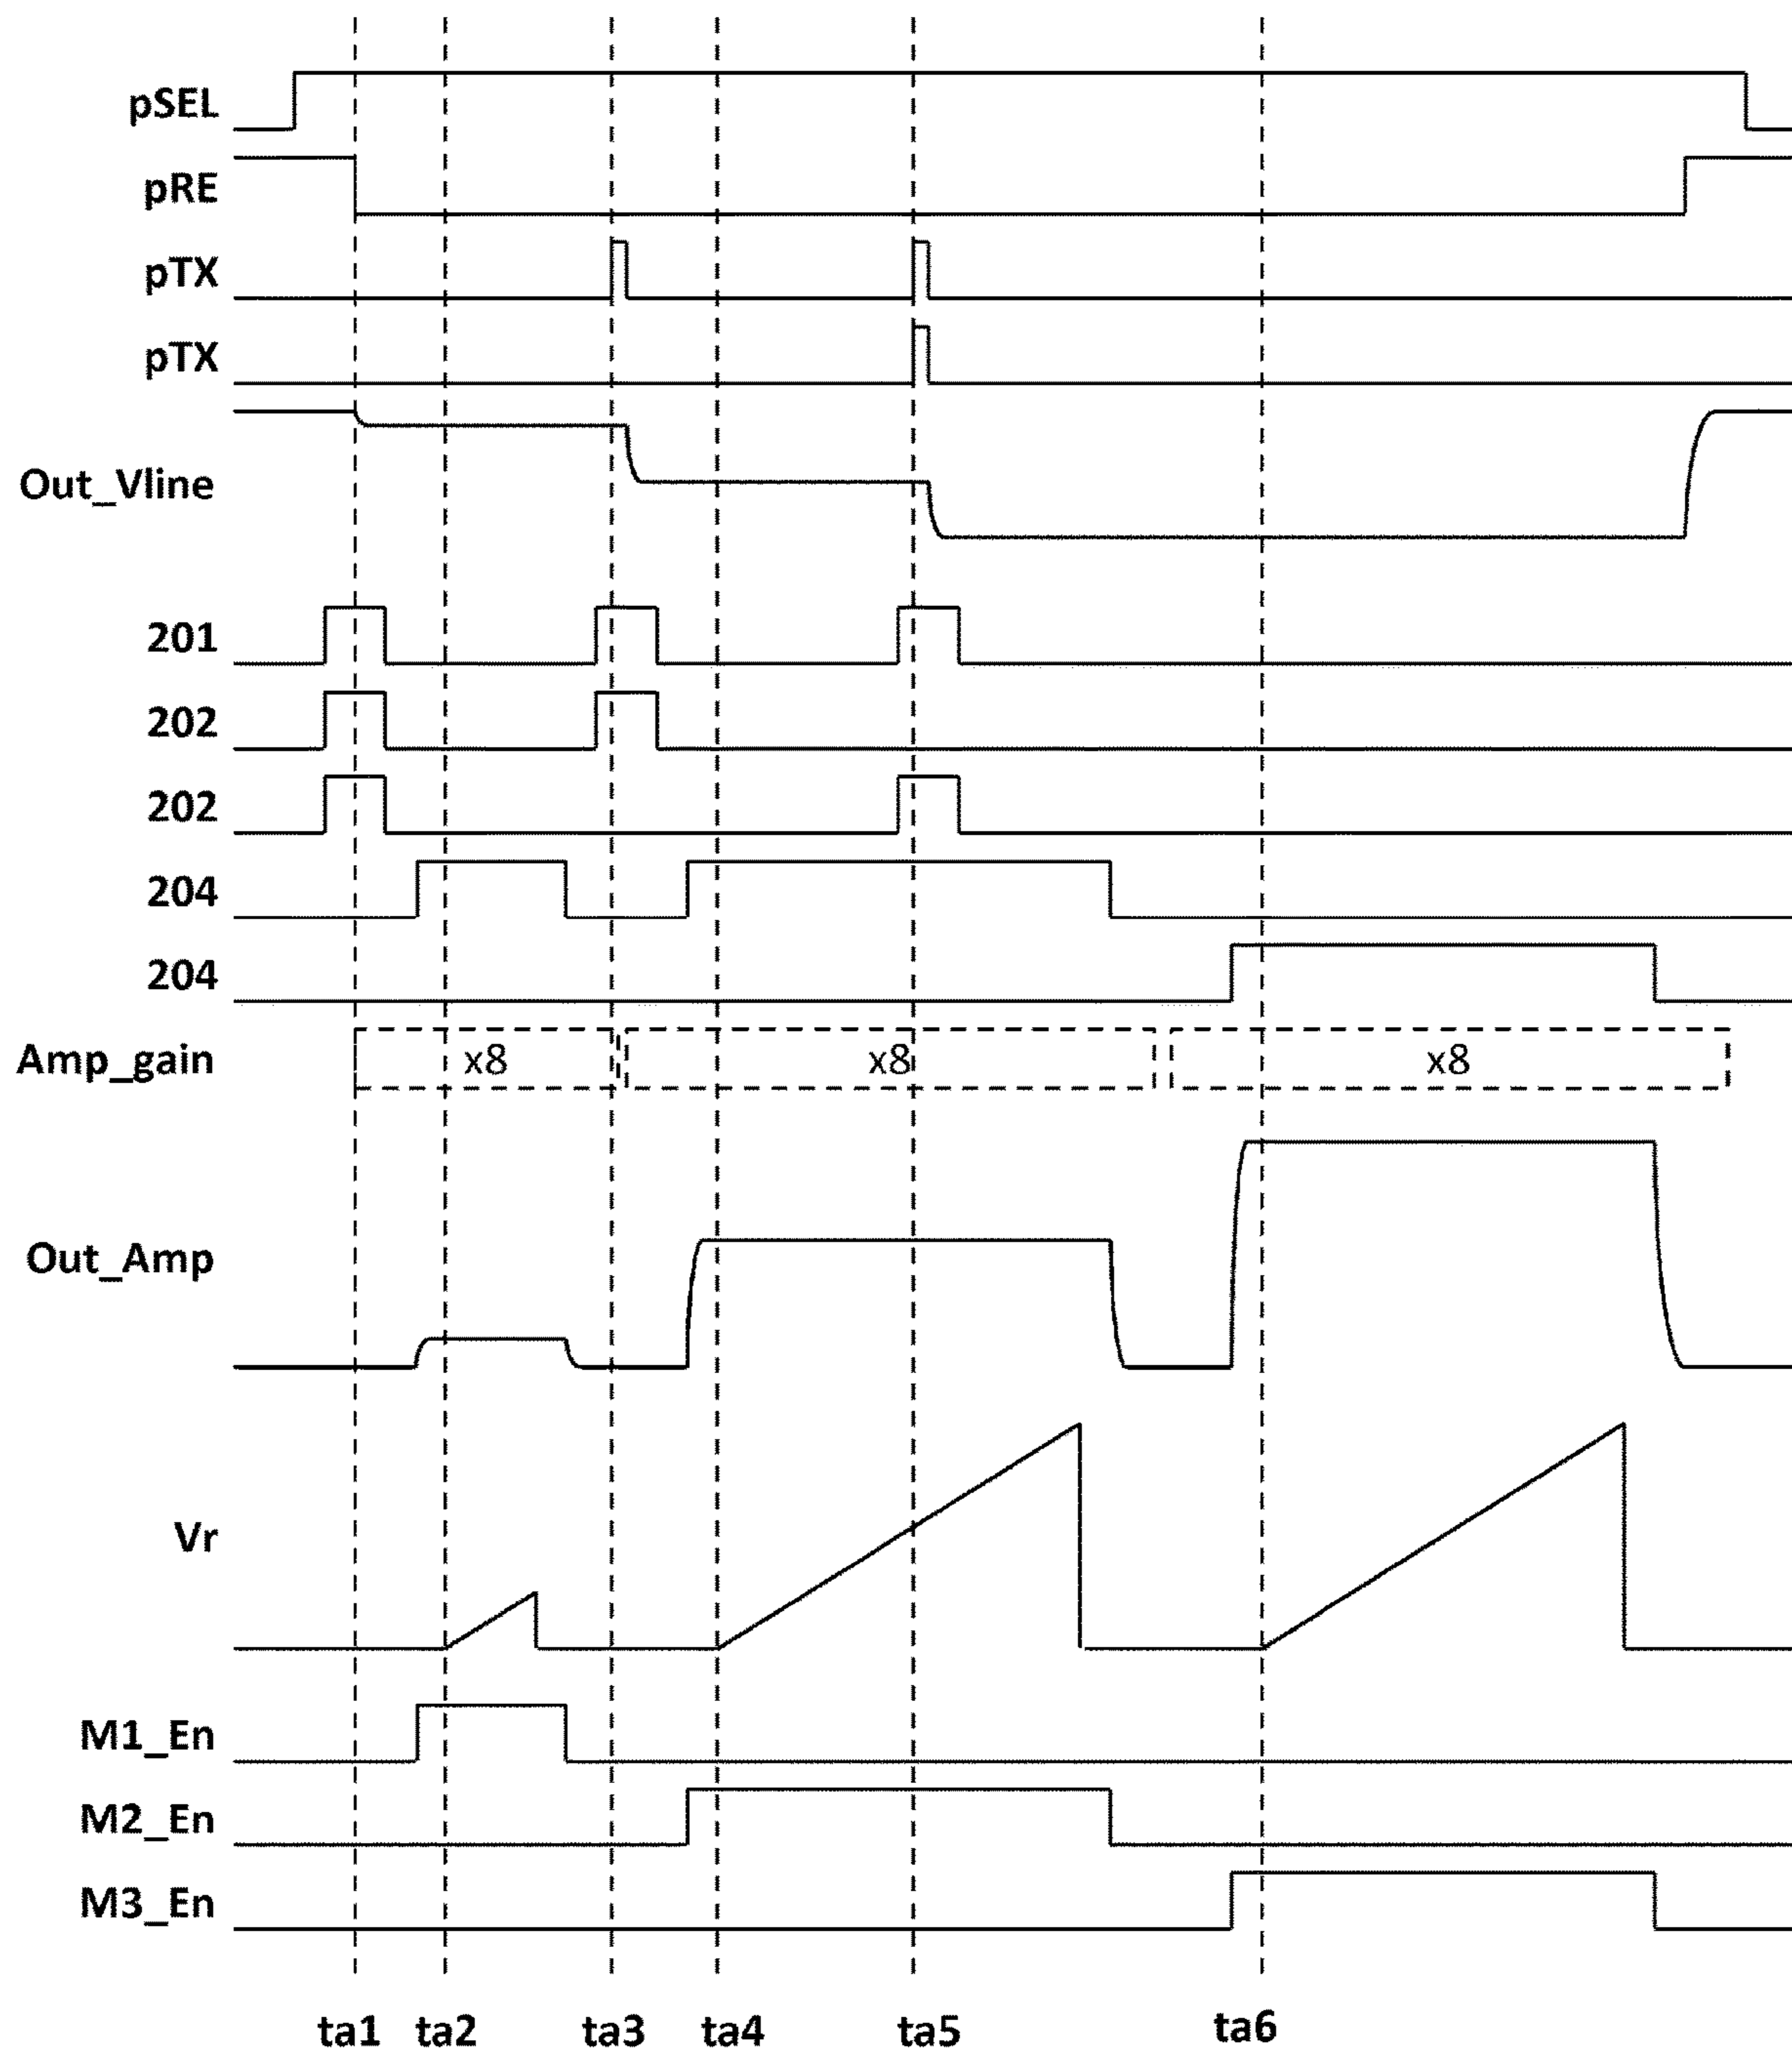 pSEL
pRE
pTX
pTX
Out_Vline
201
202
202
204
204
Amp_gain x8 x8 x8
Out_Amp
Vr
M1_En
M2_En
M3_En
ta1 ta2 ta3 ta4 ta5 ta6